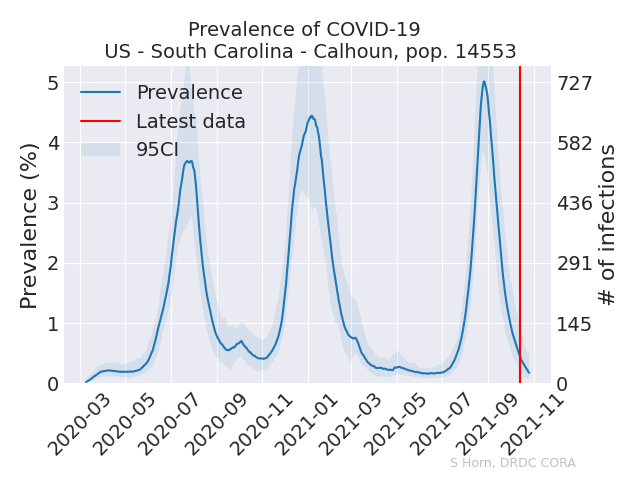 Prevalence of COVID-19
US - South Carolina - Calhoun, pop. 14553
Prevalence
Latest data
95CI
Prevalence (%)
5
4
3
2
1
0
727
582
436
291
145
0
# of infections
2020-03
2020-05
2020-07
2020-09
2020-11
2021-01
2021-03
2021-05
2021-07
2021-09
2021-11
S Horn, DRDC CORA